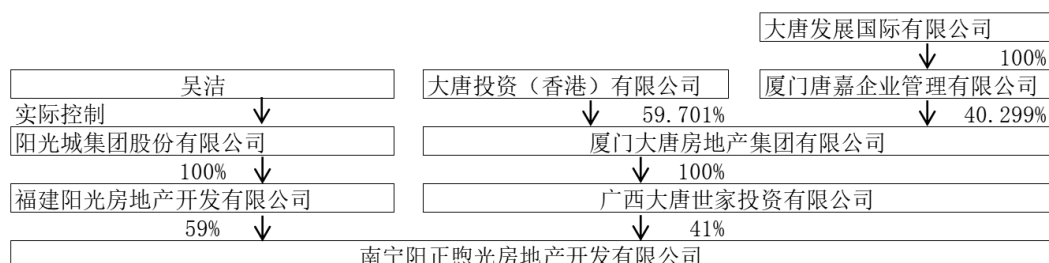 大唐发展国际有限公司
100%
吴洁
大唐投资（香港）有限公司
厦门唐嘉企业管理有限公司
实际控制
59.701%
40.299%
阳光城集团股份有限公司
厦门大唐房地产集团有限公司
100%
100%
福建阳光房地产开发有限公司
广西大唐世家投资有限公司
59%
41%
南宁阳正煦光房地产开发有限公司